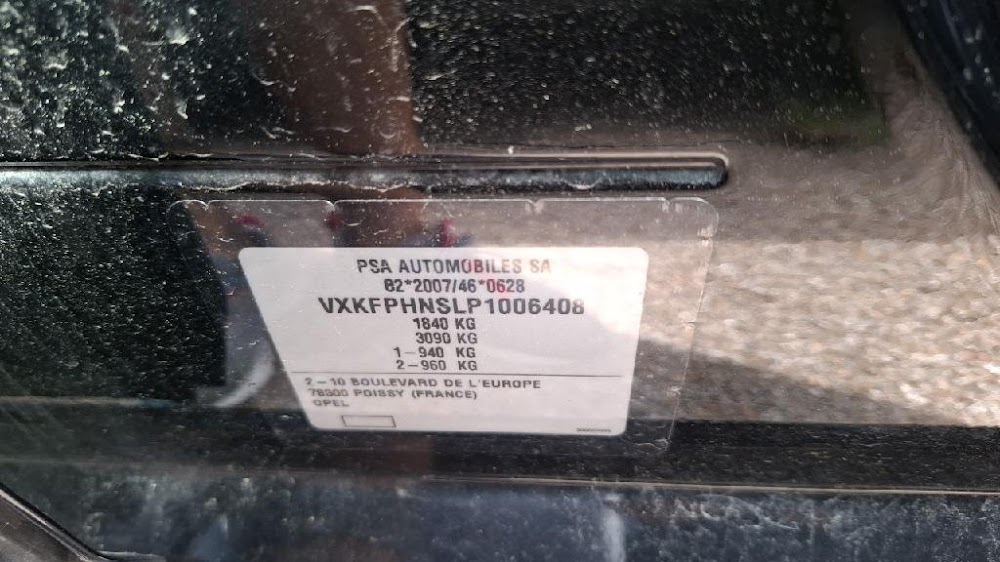 PSA AUTOMOBILES SA
82*2007/46*0628
VXKFPHNSLP1006408
1840 KG
3090 KG
1-940 KG
2-960 KG
2-10 BOULEVARD DE L'EUROPE
78300 POISSY (FRANCE)
OPEL